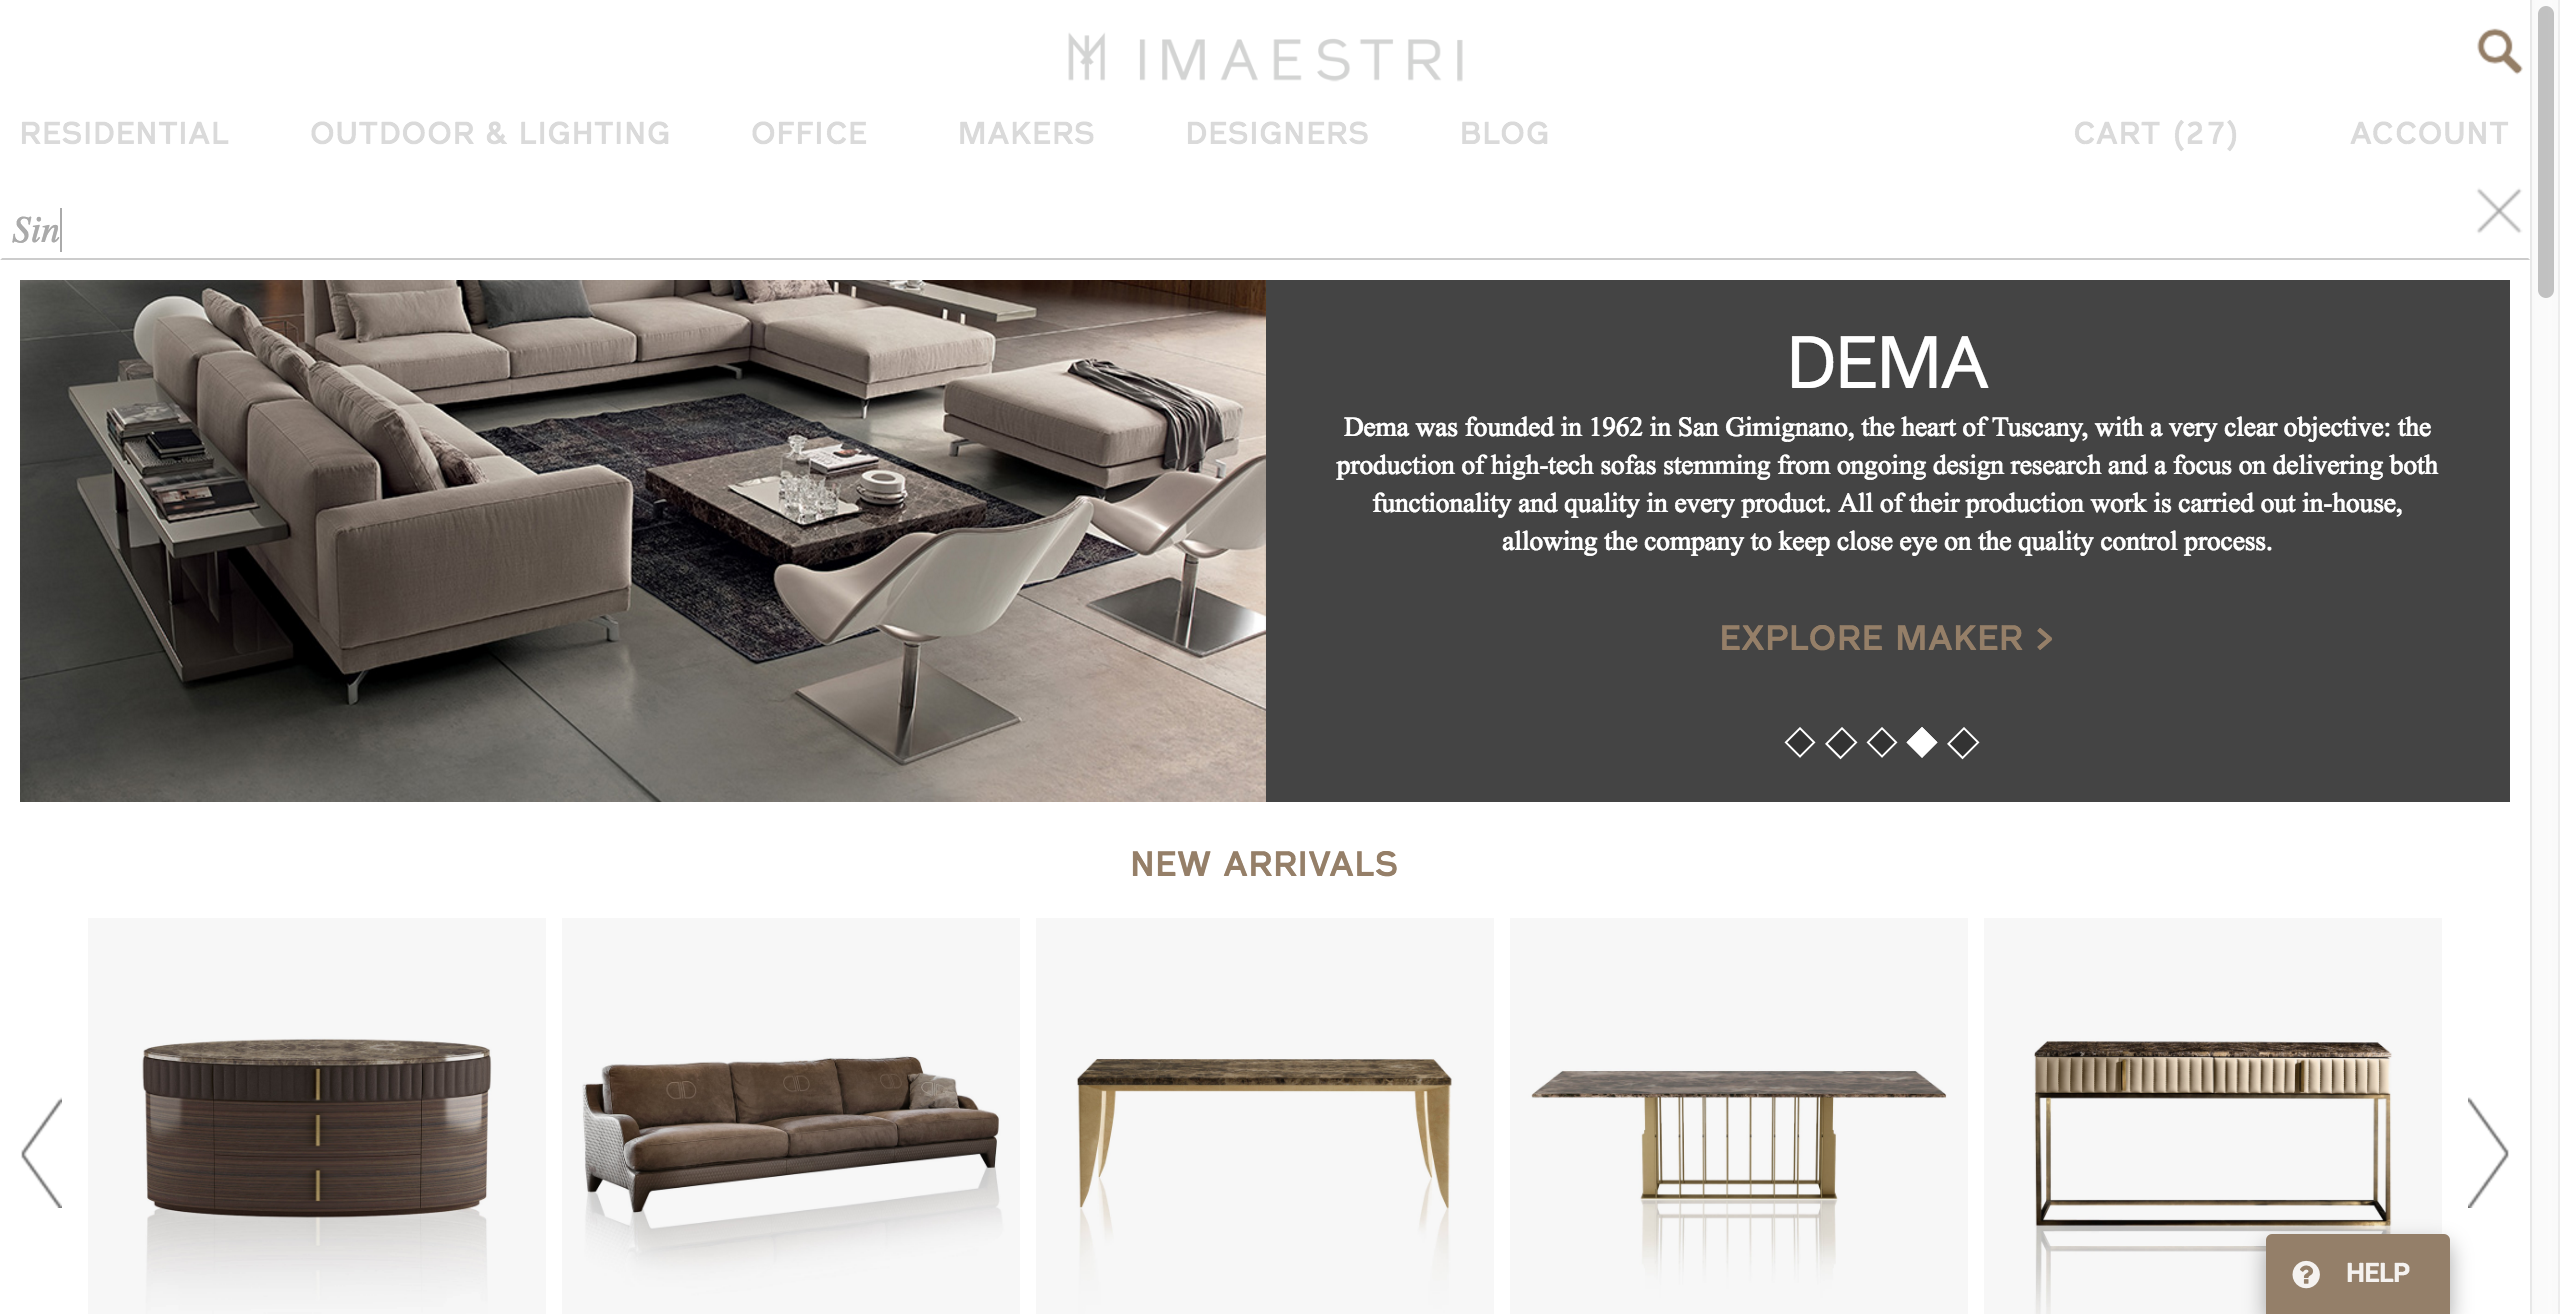 IMAESTRI
RESIDENTIAL OUTDOOR & LIGHTING OFFICE MAKERS DESIGNERS BLOG CART (27) ACCOUNT
Sin
DEMA
Dema was founded in 1962 in San Gimignano, the heart of Tuscany, with a very clear objective: the
production of high-tech sofas stemming from ongoing design research and a focus on delivering both
functionality and quality in every product. All of their production work is carried out in-house,
allowing the company to keep close eye on the quality control process.
EXPLORE MAKER >
NEW ARRIVALS
HELP